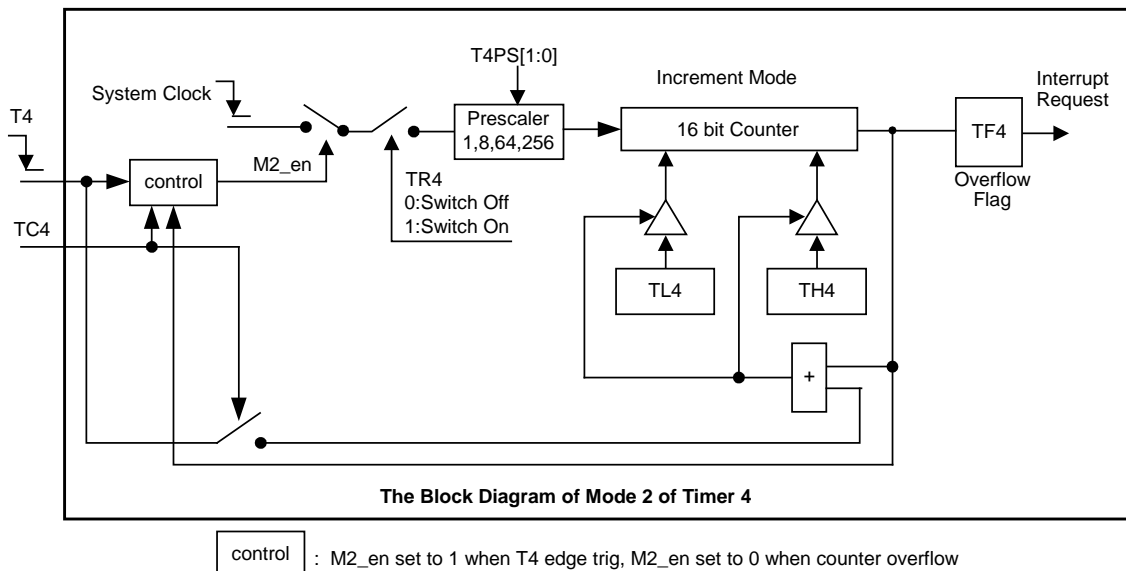 T4PS[1:0]
Increment Mode
Interrupt
Request
System Clock
T4
Prescaler
1,8,64,256
16 bit Counter
TF4
Overflow
Flag
control
M2_en
TR4
0:Switch Off
1:Switch On
TC4
TL4
TH4
+
The Block Diagram of Mode 2 of Timer 4
control : M2_en set to 1 when T4 edge trig, M2_en set to 0 when counter overflow